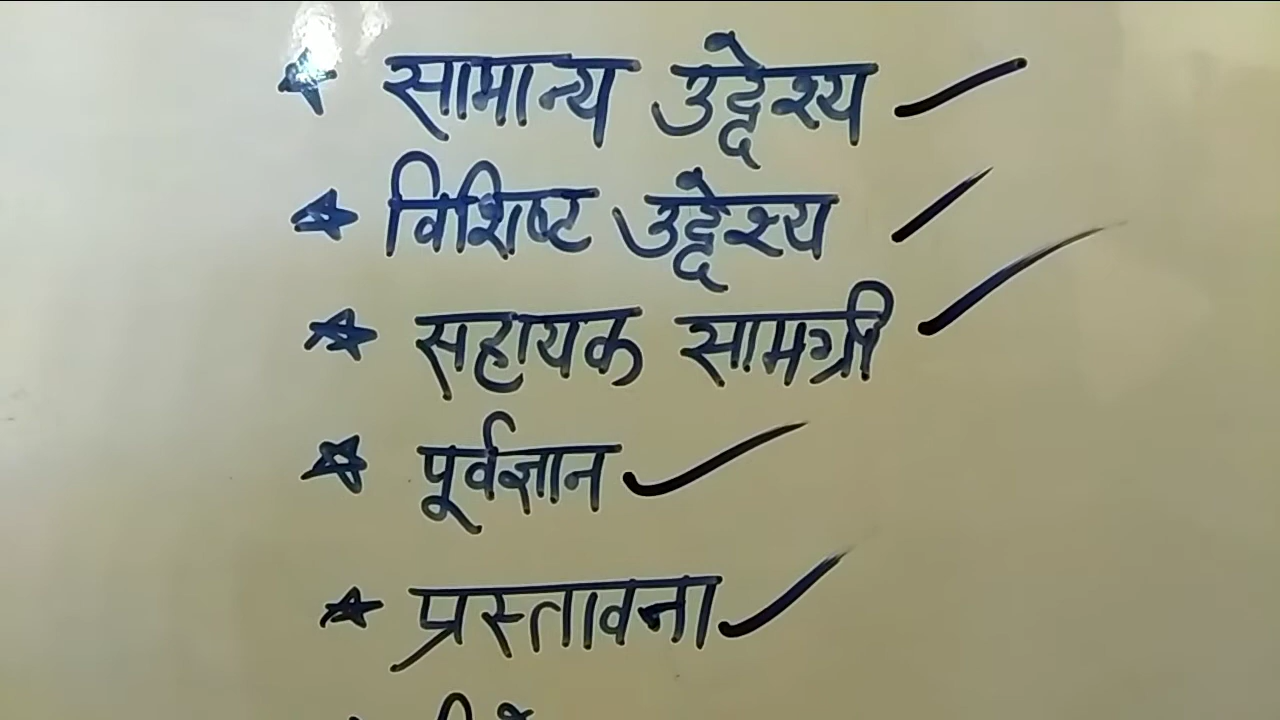 ★ सामान्य उद्देश्य
★ विशिष्ट उद्देश्य
★ सहायक सामग्री
★ पूर्वज्ञान
★ प्रस्तावना